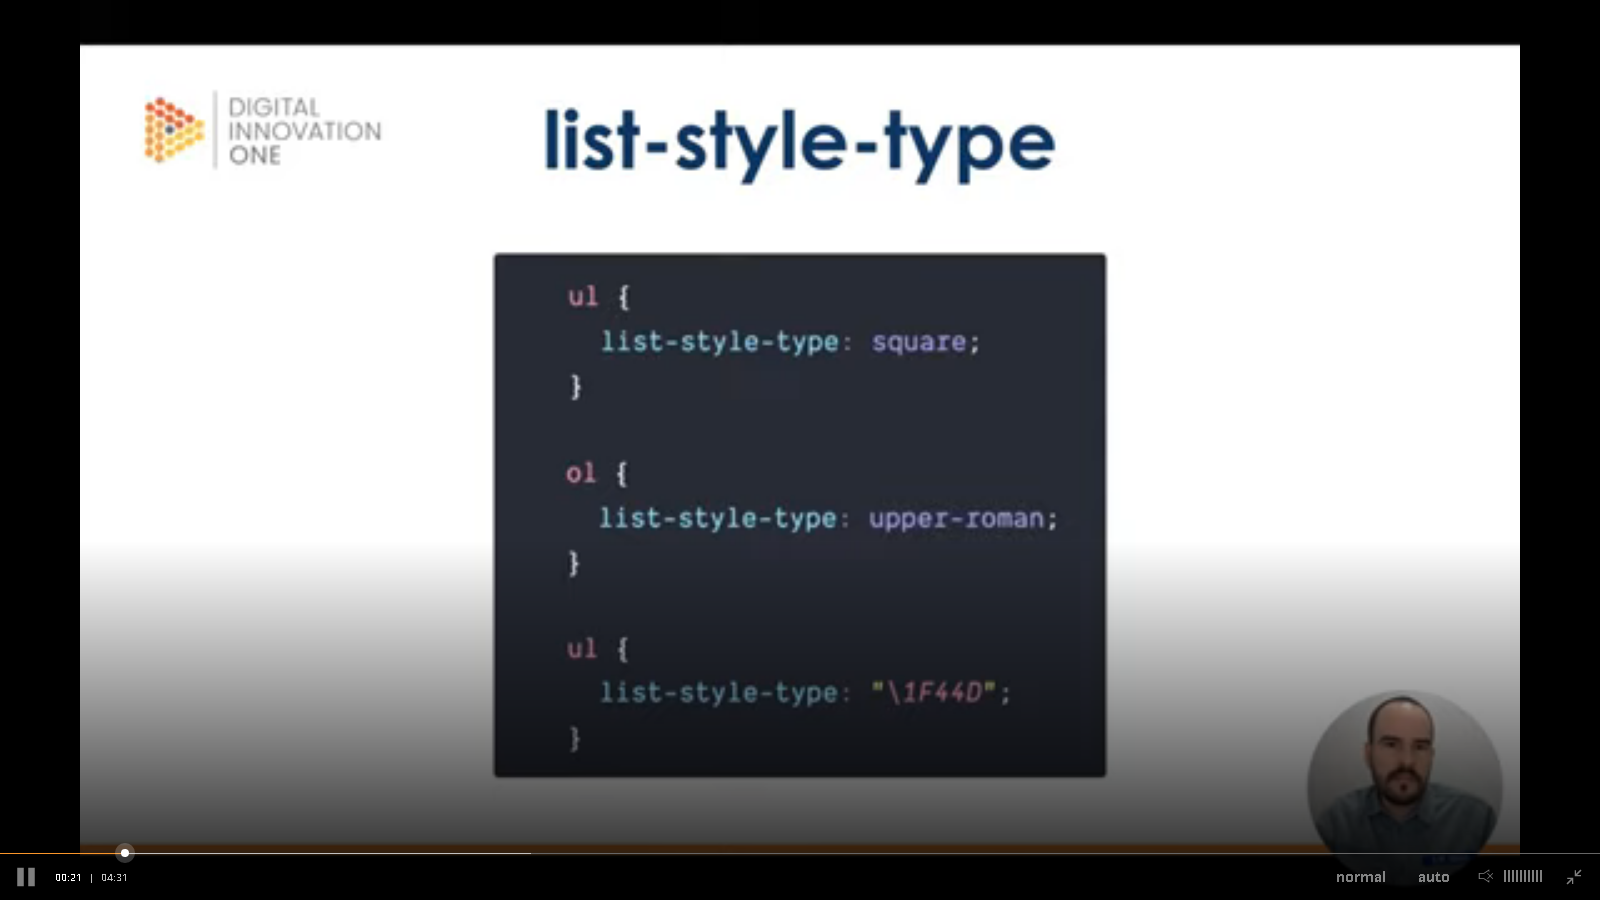 DIGITAL
INNOVATION
ONE
list-style-type
ul {
list-style-type: square;
}
ol {
list-style-type: upper-roman;
}
ul {
list-style-type: "\1F44D";
}
00:21 | 04:31
normal
auto